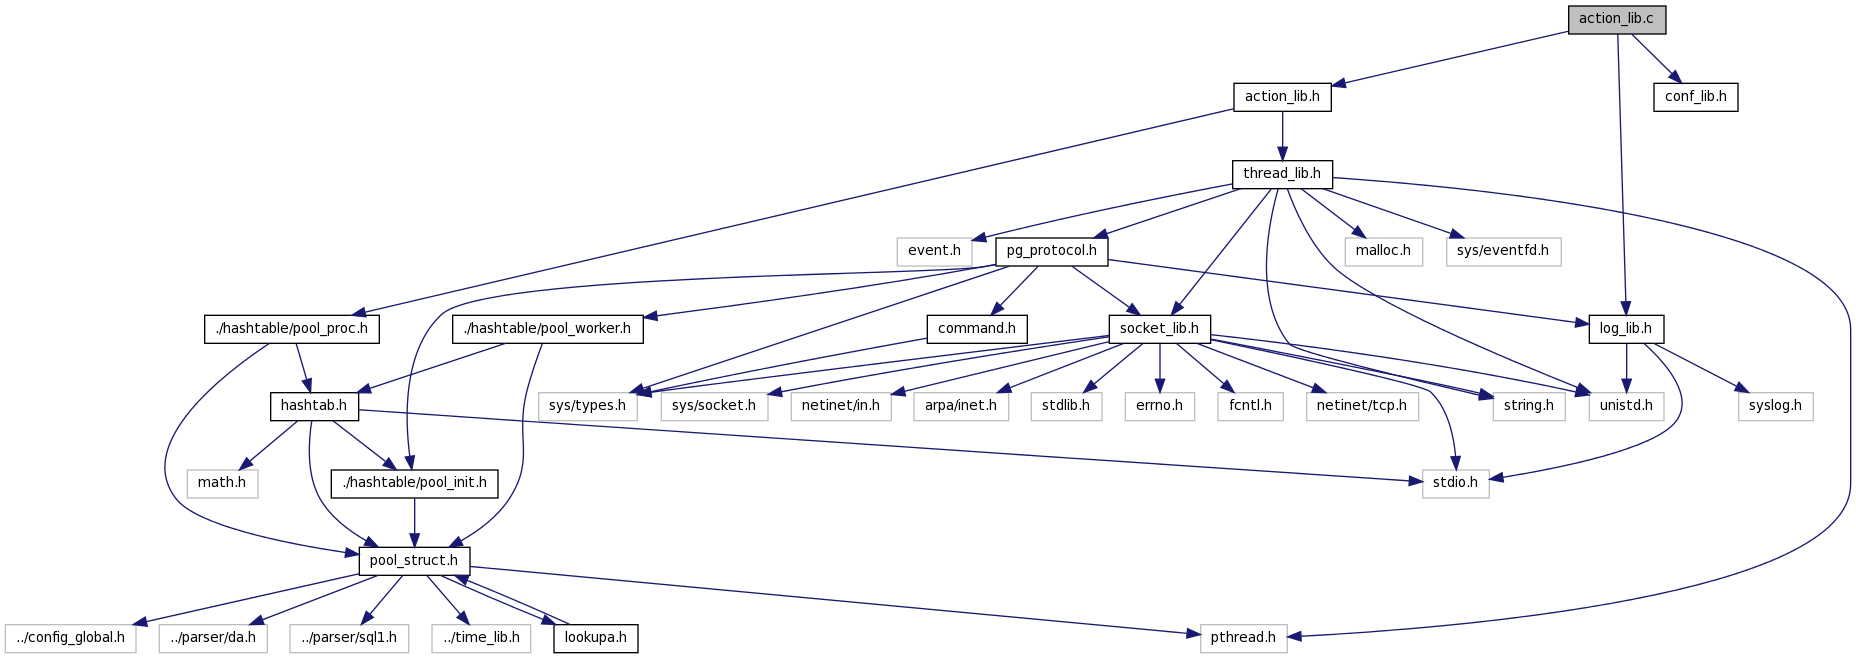 action_lib.c
action_lib.h
conf_lib.h
thread_lib.h
event.h
pg_protocol.h
malloc.h
sys/eventfd.h
./hashtable/pool_proc.h
./hashtable/pool_worker.h
command.h
socket_lib.h
log_lib.h
hashtab.h
sys/types.h
sys/socket.h
netinet/in.h
arpa/inet.h
stdlib.h
errno.h
fcntl.h
netinet/tcp.h
string.h
unistd.h
syslog.h
math.h
./hashtable/pool_init.h
stdio.h
pool_struct.h
../config_global.h
../parser/da.h
../parser/sql1.h
../time_lib.h
lookupa.h
pthread.h